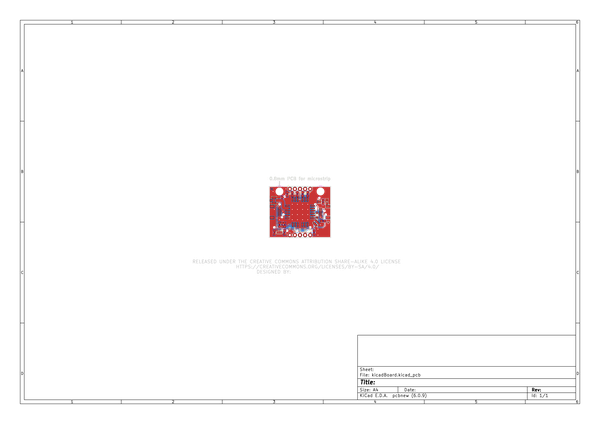 1 2 3 4 5 6
A A
B B
0.8mm PCB for Assembly
RELEASED UNDER THE CREATIVE COMMONS ATTRIBUTION SHARE-ALIKE 4.0 LICENSE
HTTPS://CREATIVECOMMONS.ORG/LICENSES/BY-SA/4.0/
DESIGNED BY:
C C
D D
Sheet:
File: kicadBoard.kicad_pcb
Title:
Size: A4 Date: Rev:
KiCad E.D.A. pcbnew (6.0.9) Id: 1/1
1 2 3 4 5 6